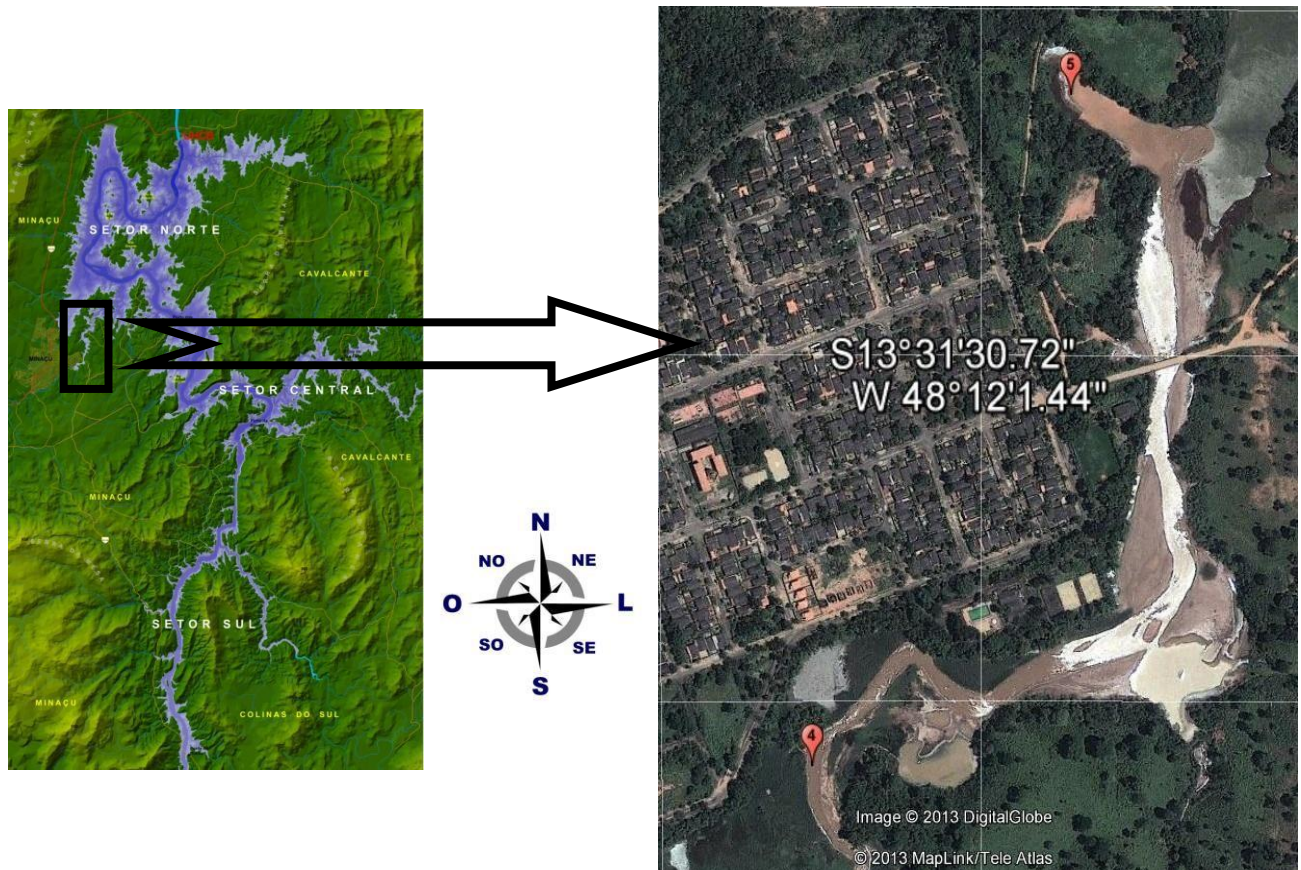 MINAÇU
SETOR NORTE
CAVALCANTE
MINAÇU
SETOR CENTRAL
CAVALCANTE
MINAÇU
SETOR SUL
MINAÇU
COLINAS DO SUL
N
NO NE
O L
SO SE
S
5
S13°31'30.72"
W 48°12'1.44"
4
Image © 2013 DigitalGlobe
© 2013 MapLink/Tele Atlas